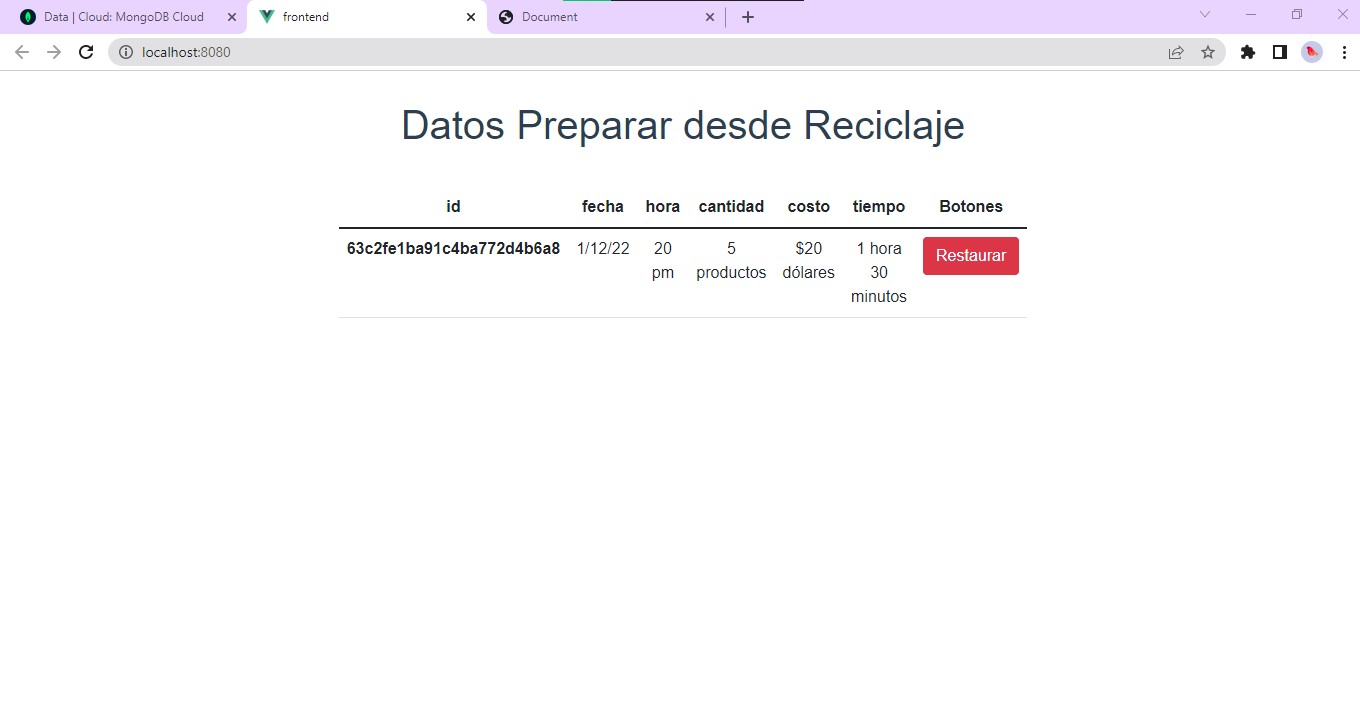 Data | Cloud: MongoDB Cloud
frontend
Document
localhost:8080
Datos Preparar desde Reciclaje
id fecha hora cantidad costo tiempo Botones
63c2fe1ba91c4ba772d4b6a8 1/12/22 20 5 $20 1 hora Restaurar
pm productos dólares 30
minutos